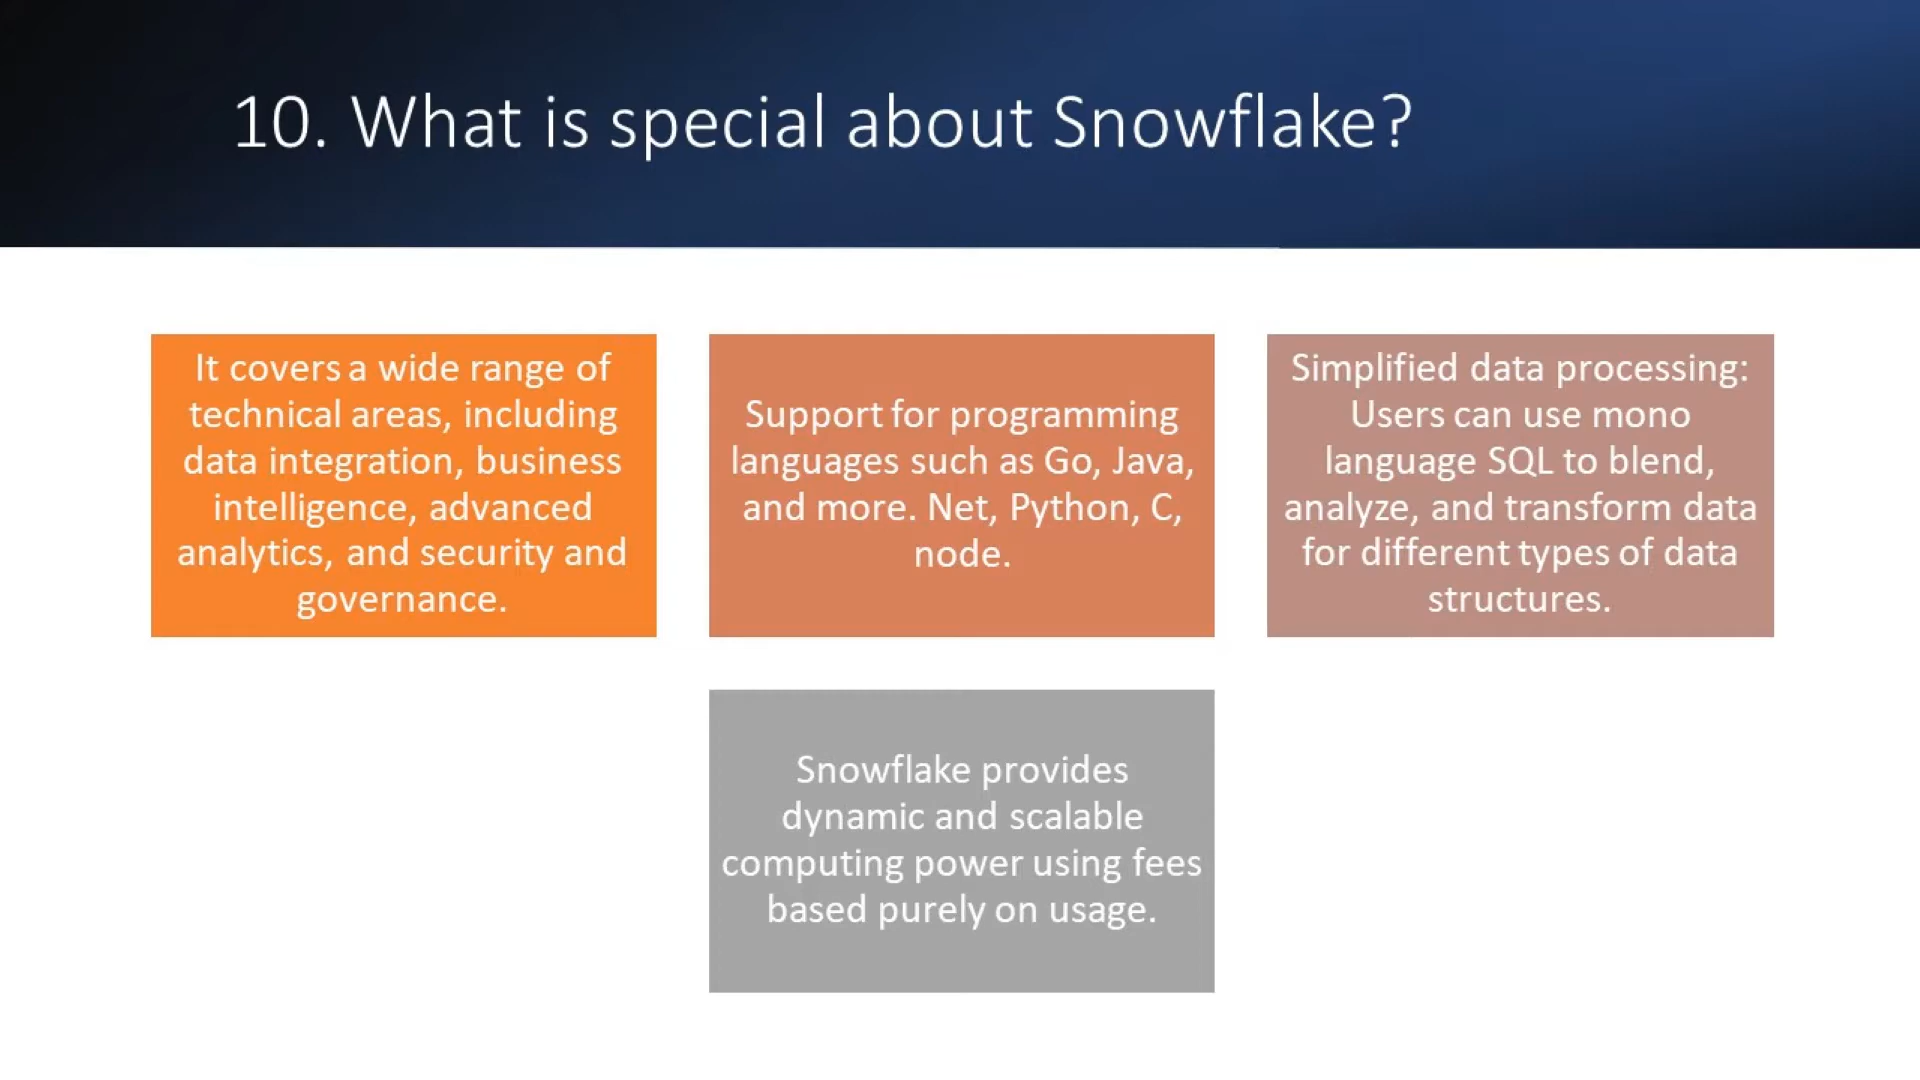 10. What is special about Snowflake?
It covers a wide range of
technical areas, including
data integration, business
intelligence, advanced
analytics, and security and
governance.
Support for programming
languages such as Go, Java,
and more. Net, Python, C,
node.
Simplified data processing:
Users can use mono
language SQL to blend,
analyze, and transform data
for different types of data
structures.
Snowflake provides
dynamic and scalable
computing power using fees
based purely on usage.